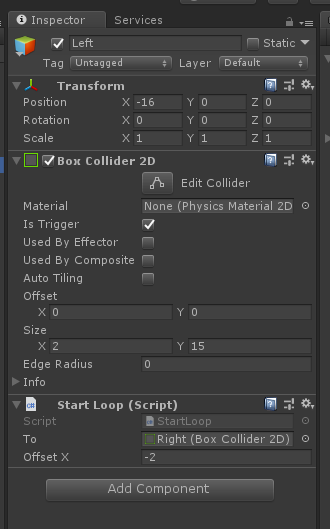 Inspector Services
Left Static
Tag Untagged Layer Default
Transform
Position X -16 Y 0 Z 0
Rotation X 0 Y 0 Z 0
Scale X 1 Y 1 Z 1
Box Collider 2D
Edit Collider
Material None (Physics Material 2D
Is Trigger
Used By Effector
Used By Composite
Auto Tiling
Offset
X 0 Y 0
Size
X 2 Y 15
Edge Radius 0
Info
Start Loop (Script)
Script StartLoop
To Right (Box Collider 2D)
Offset X -2
Add Component